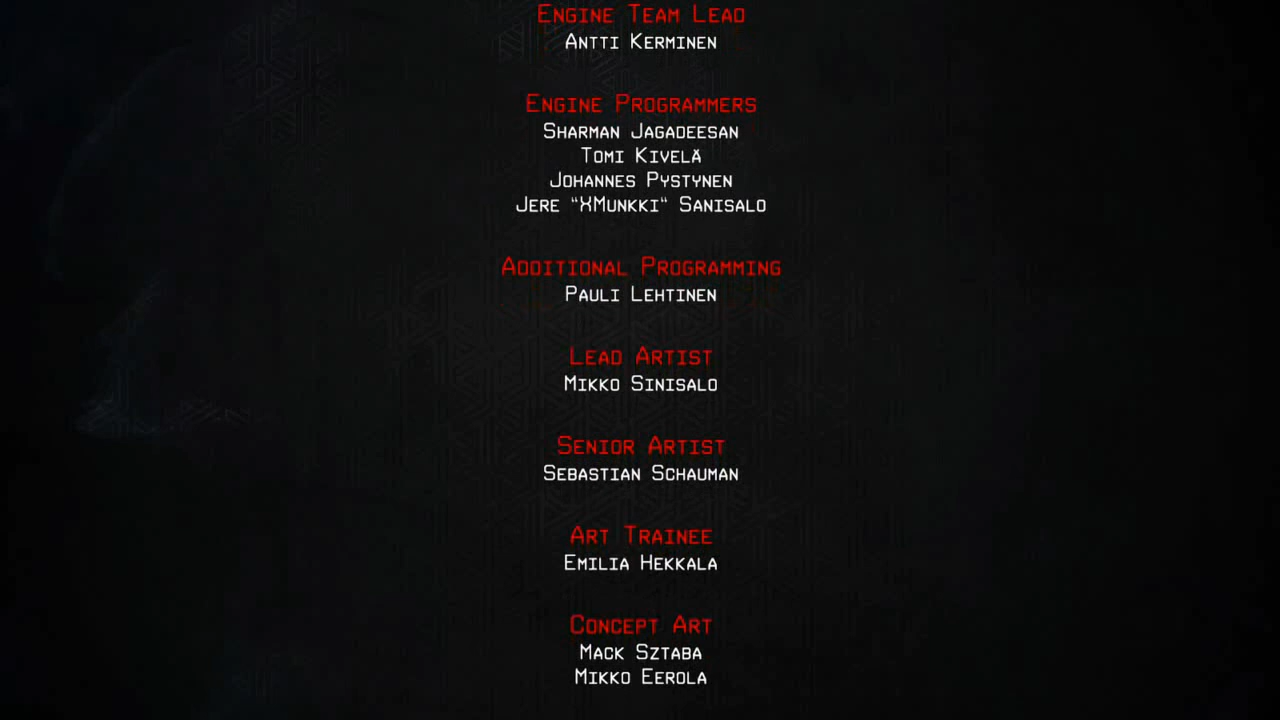 Engine Team Lead
Antti Kerminen
Engine Programmers
Sharman Jagadeesan
Tomi Kivelä
Johannes Pystynen
Jere "XMunkki" Sanisalo
Additional Programming
Pauli Lehtinen
Lead Artist
Mikko Sinisalo
Senior Artist
Sebastian Schauman
Art Trainee
Emilia Hekkala
Concept Art
Mack Sztaba
Mikko Eerola